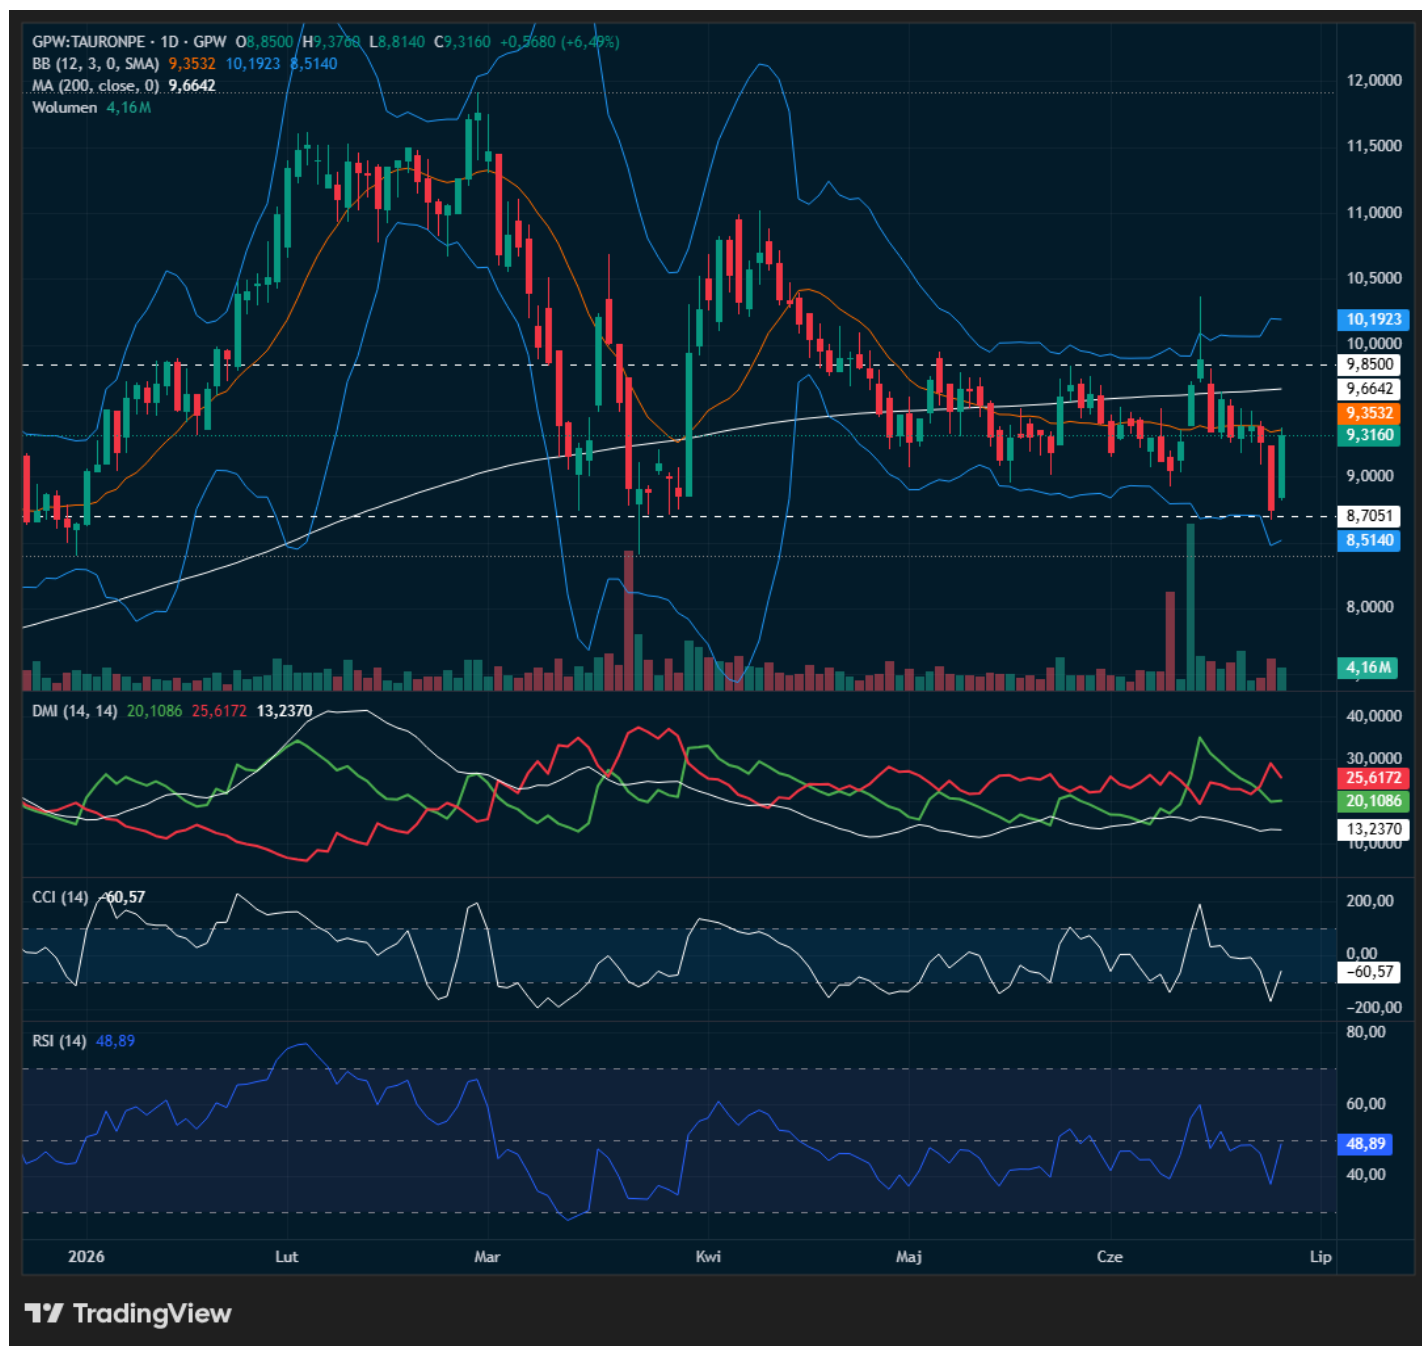 GPW:TAURONPE · 1D · GPW O8,8500 H9,3760 L8,8140 C9,3160 +0,5680 (+6,49%)
BB (12, 3, 0, SMA) 9,3532 10,1923 8,5140
MA (200, close, 0) 9,6642
Wolumen 4,16 M
12,0000
11,5000
11,0000
10,5000
10,1923
10,0000
9,8500
9,6642
9,3532
9,3160
9,0000
8,7051
8,5140
8,0000
4,16 M
DMI (14, 14) 20,1086 25,6172 13,2370
40,0000
30,0000
25,6172
20,1086
13,2370
10,0000
CCI (14) −60,57
200,00
0,00
−60,57
−200,00
RSI (14) 48,89
80,00
60,00
48,89
40,00
2026 Lut Mar Kwi Maj Cze Lip
TradingView